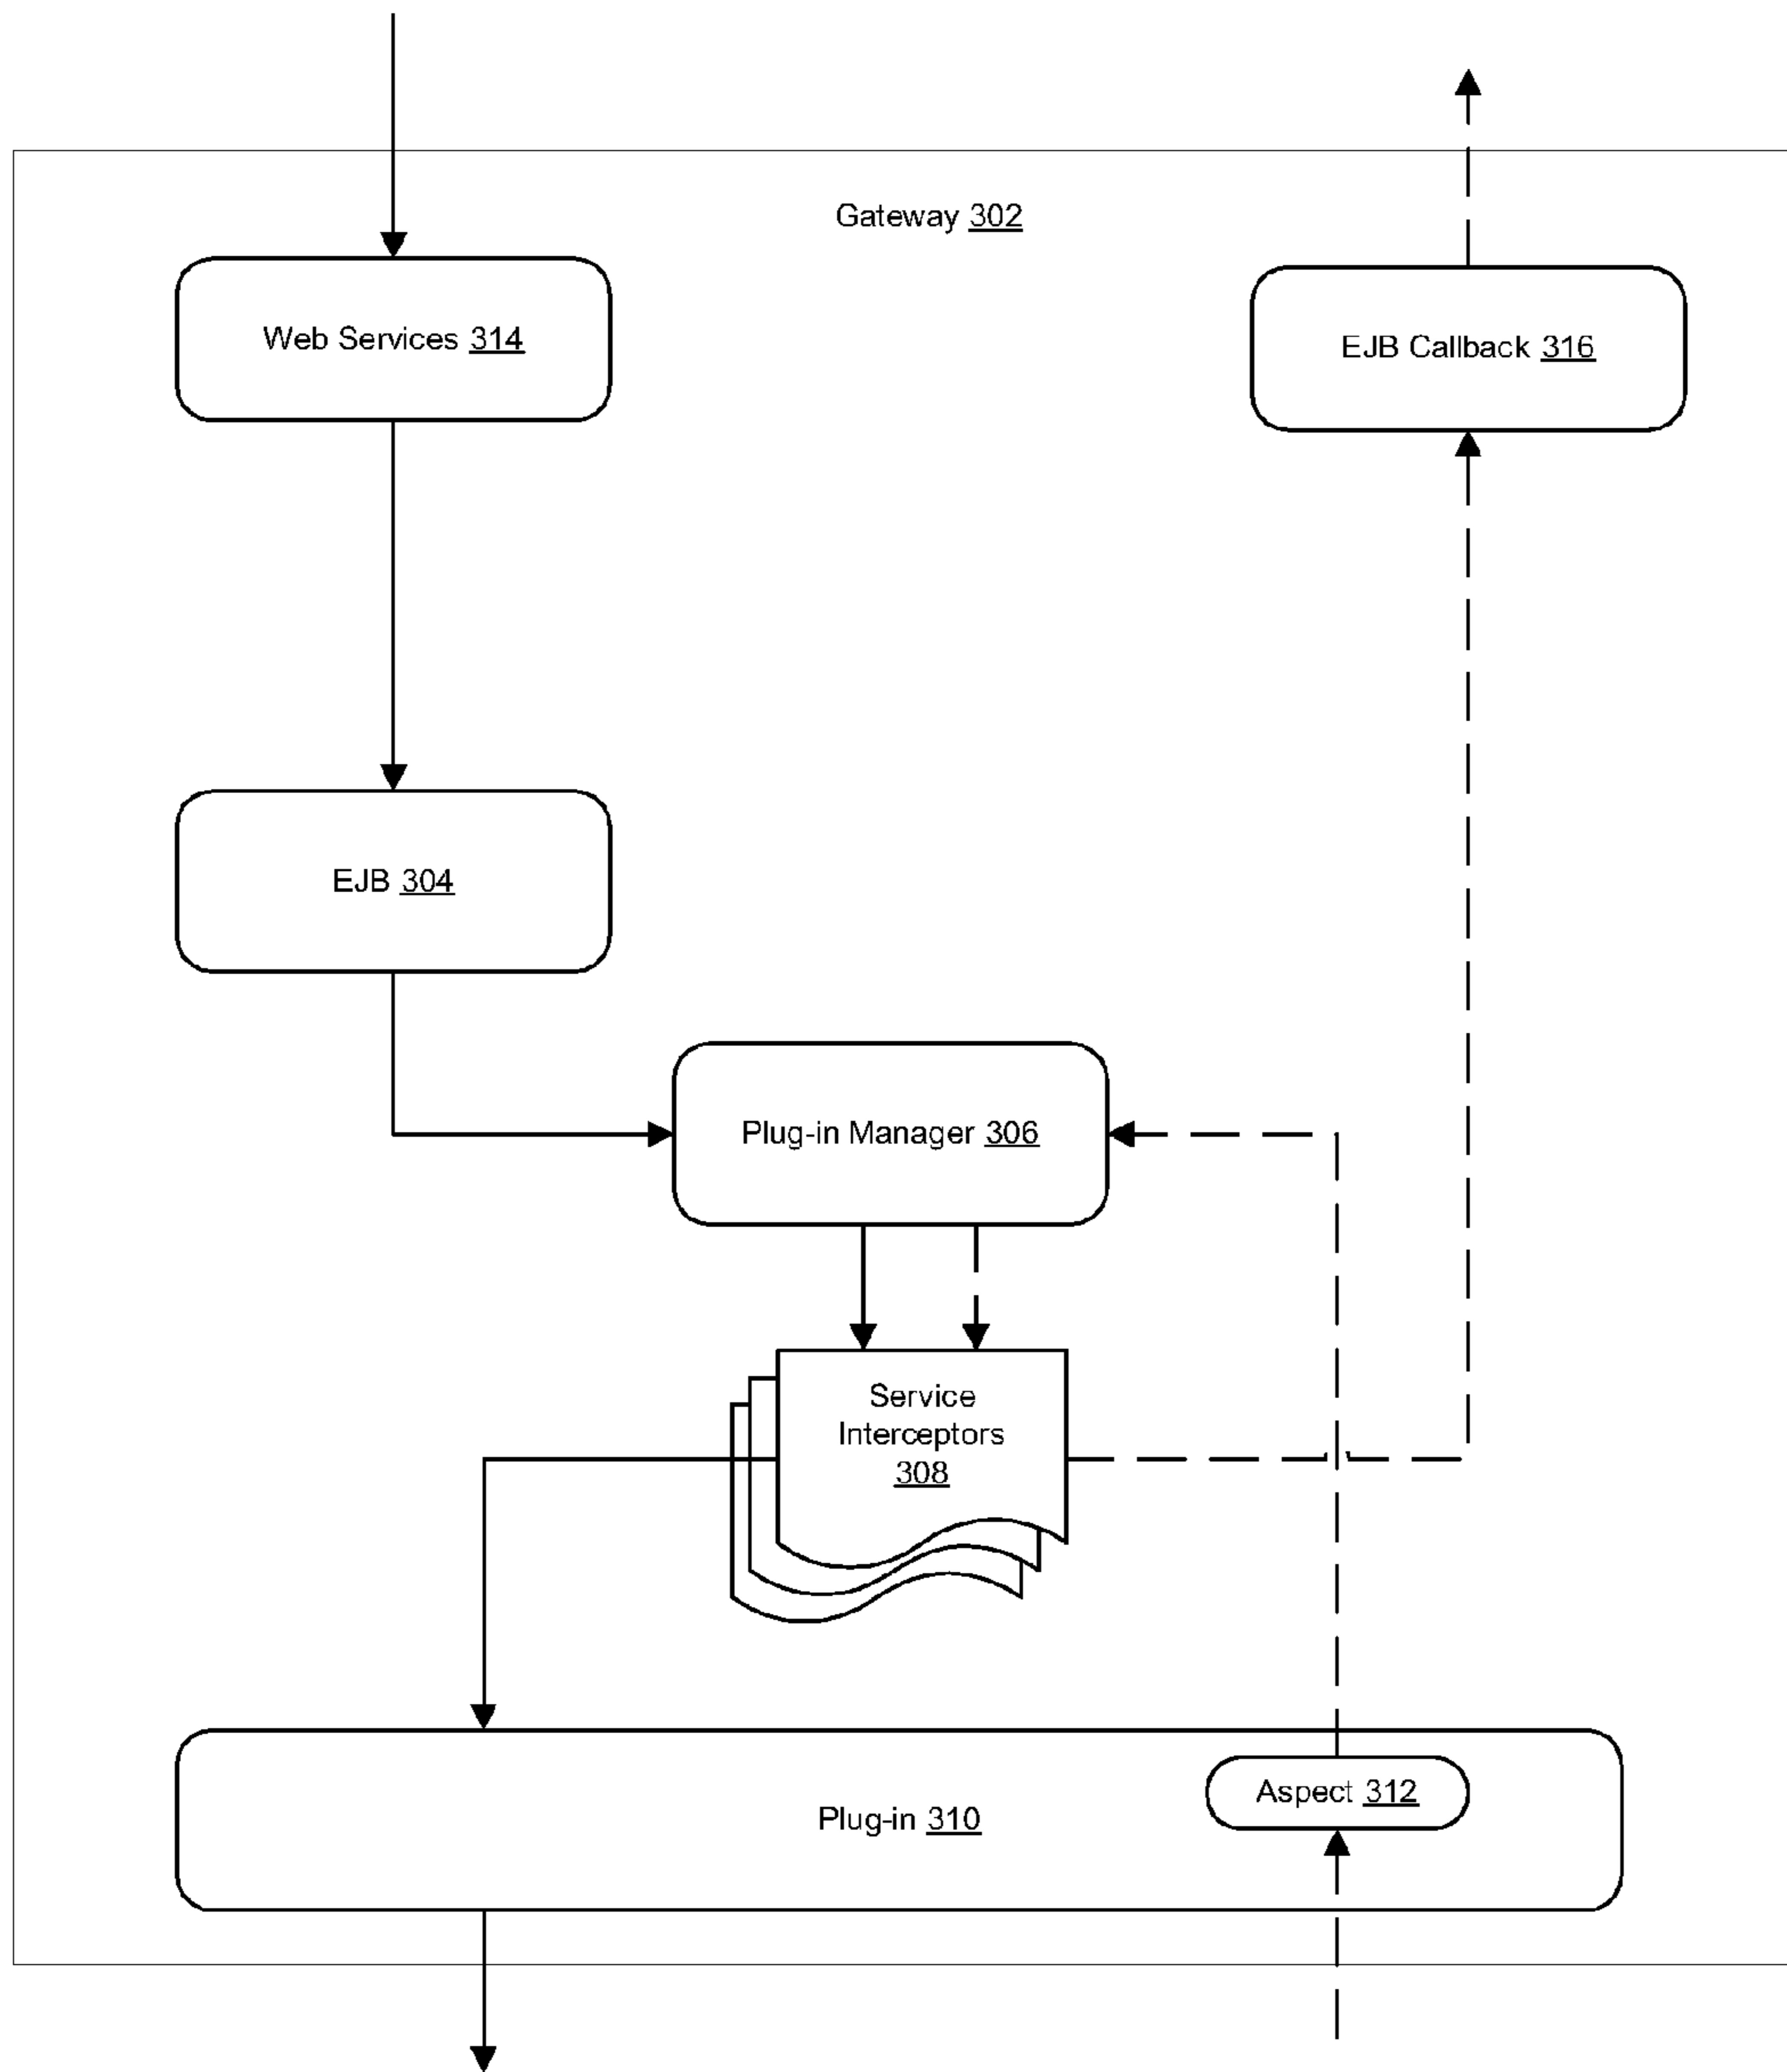 Gateway 302
Web Services 314
EJB Callback 316
EJB 304
Plug-in Manager 306
Service
Interceptors
308
Aspect 312
Plug-in 310